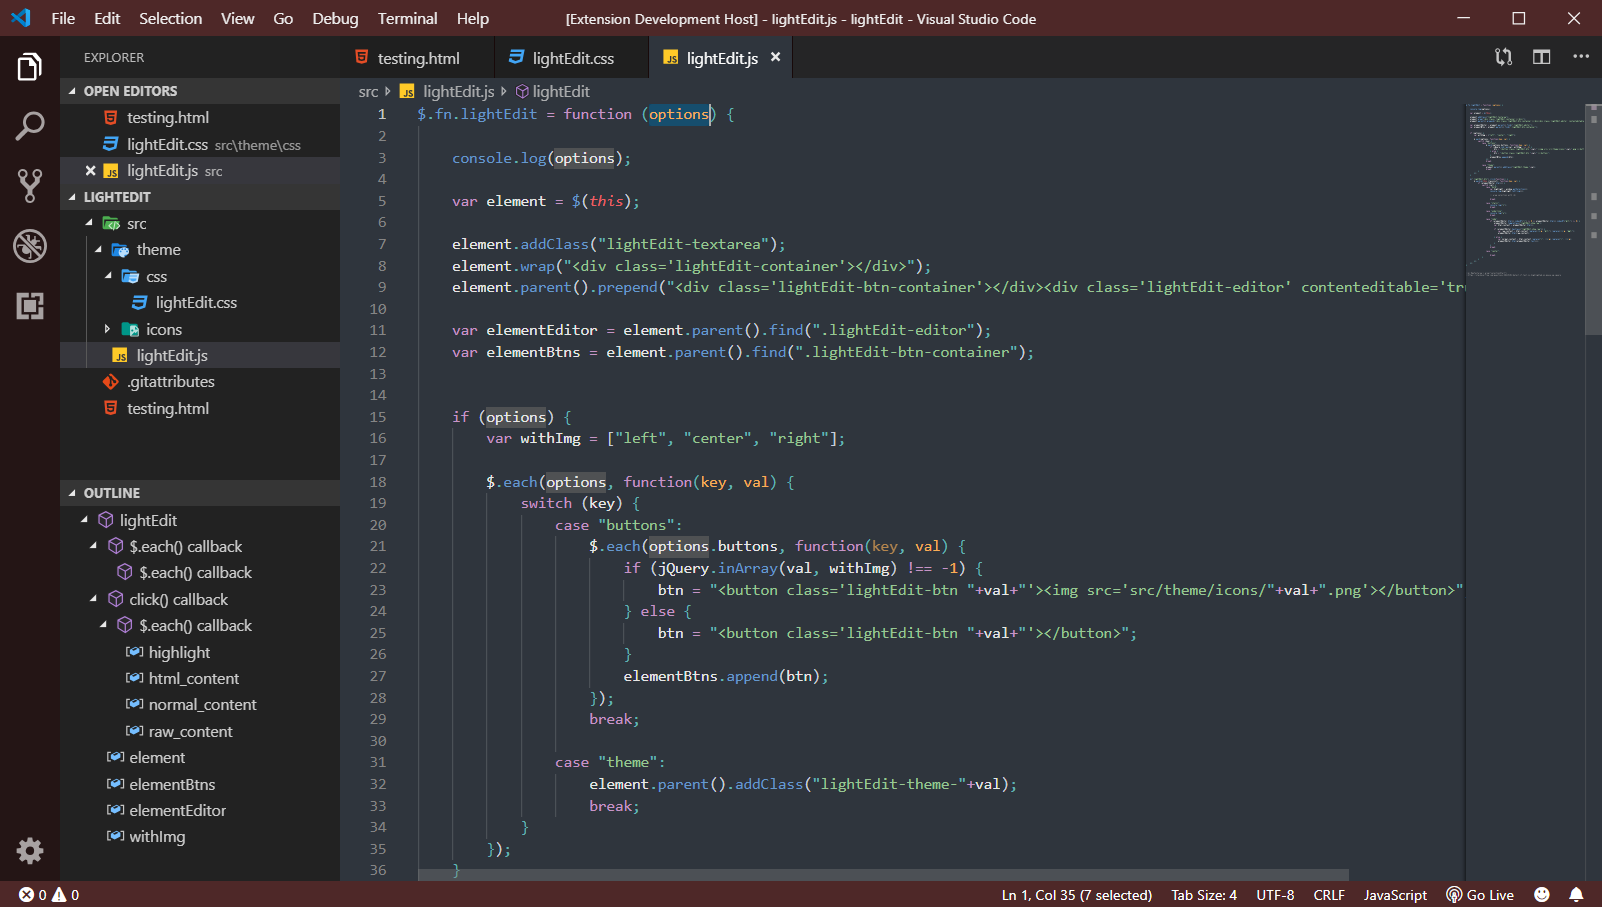 File Edit Selection View Go Debug Terminal Help [Extension Development Host] - lightEdit.js - lightEdit - Visual Studio Code
EXPLORER
OPEN EDITORS
testing.html
lightEdit.css src\theme\css
lightEdit.js src
LIGHTEDIT
src
theme
css
lightEdit.css
icons
lightEdit.js
.gitattributes
testing.html
OUTLINE
lightEdit
$.each() callback
$.each() callback
click() callback
$.each() callback
highlight
html_content
normal_content
raw_content
element
elementBtns
elementEditor
withImg
testing.html lightEdit.css lightEdit.js
src lightEdit.js lightEdit
1 $.fn.lightEdit = function (options) {
2
3 console.log(options);
4
5 var element = $(this);
6
7 element.addClass("lightEdit-textarea");
8 element.wrap("<div class='lightEdit-container'></div>");
9 element.parent().prepend("<div class='lightEdit-btn-container'></div><div class='lightEdit-editor' contenteditable='tr
10
11 var elementEditor = element.parent().find(".lightEdit-editor");
12 var elementBtns = element.parent().find(".lightEdit-btn-container");
13
14
15 if (options) {
16 var withImg = ["left", "center", "right"];
17
18 $.each(options, function(key, val) {
19 switch (key) {
20 case "buttons":
21 $.each(options.buttons, function(key, val) {
22 if (jQuery.inArray(val, withImg) !== -1) {
23 btn = "<button class='lightEdit-btn "+val+"'><img src='src/theme/icons/"+val+".png'></button>"
24 } else {
25 btn = "<button class='lightEdit-btn "+val+"'></button>";
26 }
27 elementBtns.append(btn);
28 });
29 break;
30
31 case "theme":
32 element.parent().addClass("lightEdit-theme-"+val);
33 break;
34 }
35 });
36 }
0 0 Ln 1, Col 35 (7 selected) Tab Size: 4 UTF-8 CRLF JavaScript Go Live